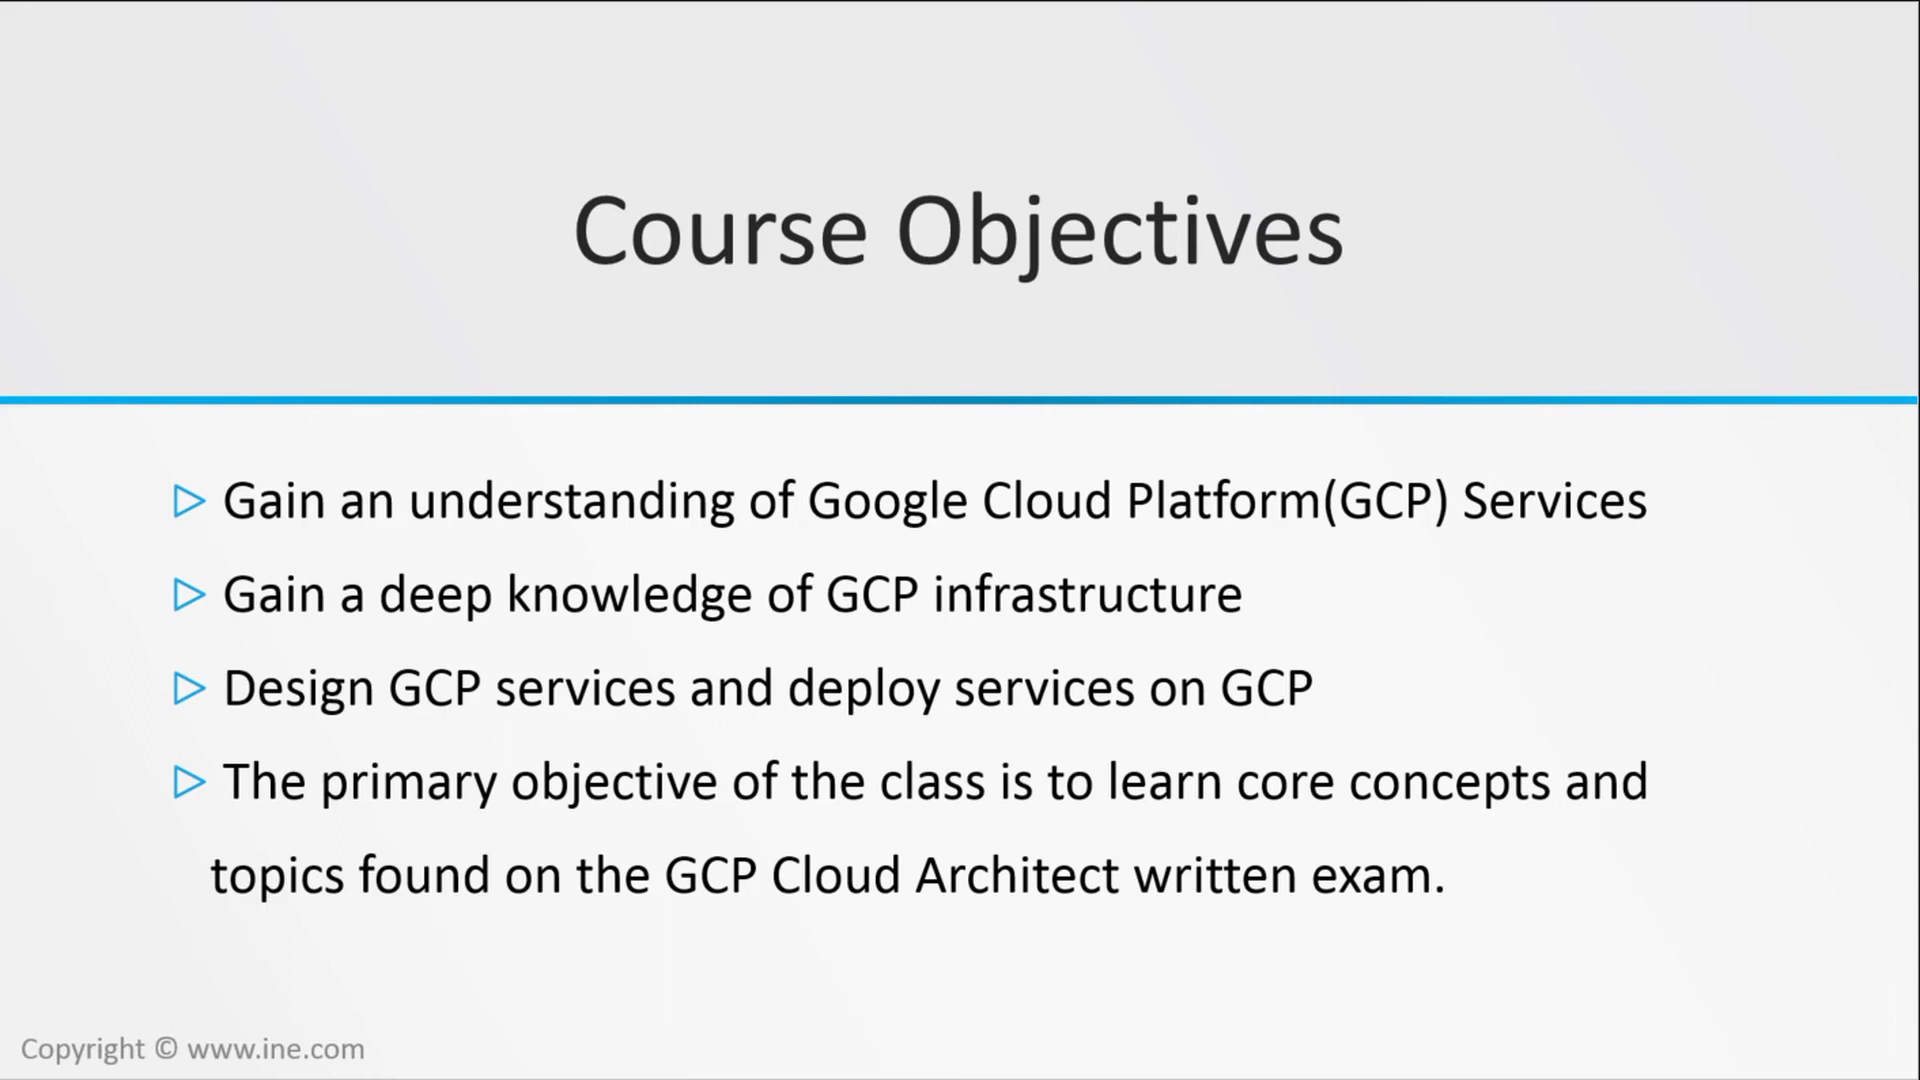 Course Objectives
Gain an understanding of Google Cloud Platform(GCP) Services
Gain a deep knowledge of GCP infrastructure
Design GCP services and deploy services on GCP
The primary objective of the class is to learn core concepts and
topics found on the GCP Cloud Architect written exam.
Copyright © www.ine.com